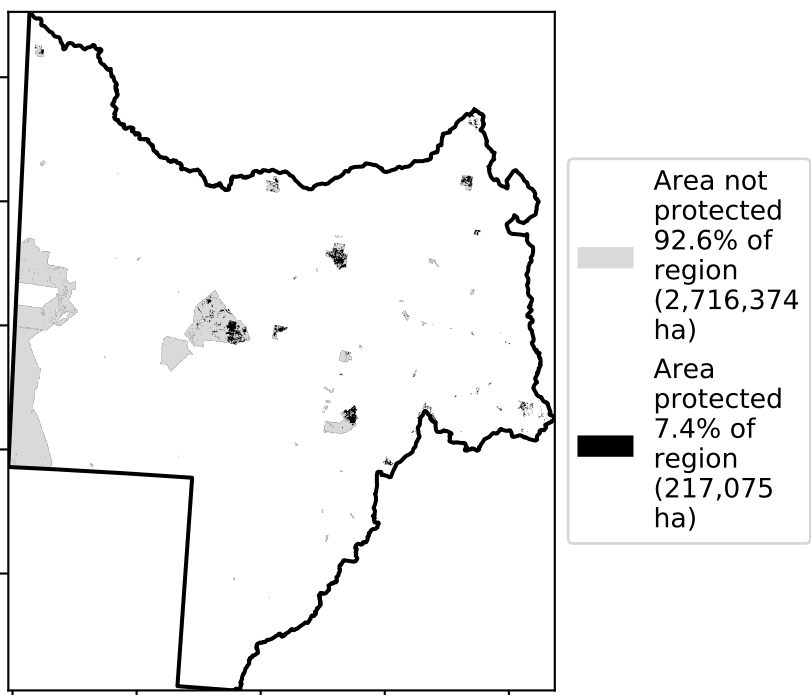 Area not
protected
92.6% of
region
(2,716,374
ha)
Area
protected
7.4% of
region
(217,075
ha)